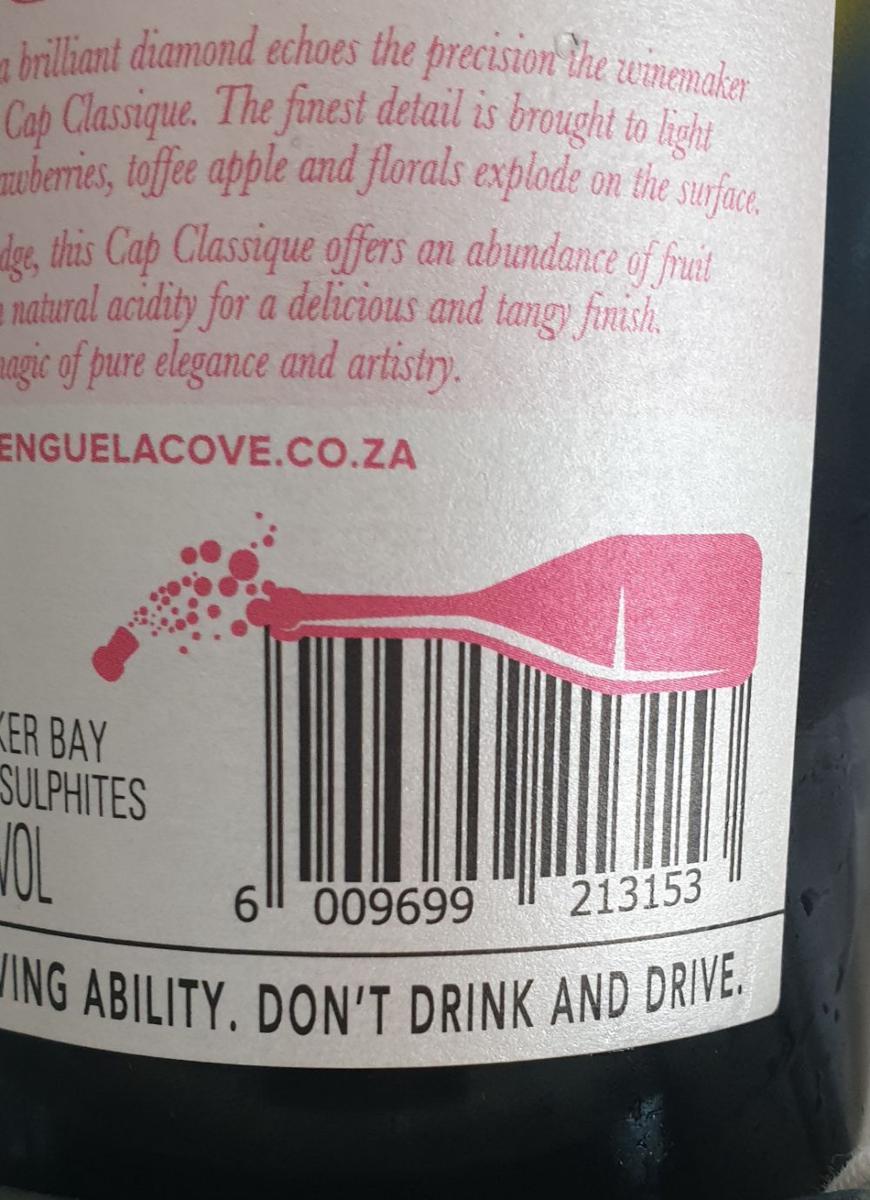 a brilliant diamond echoes the precision the winemaker
Cap Classique. The finest detail is brought to light
awberries, toffee apple and florals explode on the surface.
dge, this Cap Classique offers an abundance of fruit
natural acidity for a delicious and tangy finish.
agic of pure elegance and artistry.
ENGUELACOVE.CO.ZA
KER BAY
SULPHITES
VOL
6 009699 213153
VING ABILITY. DON'T DRINK AND DRIVE.